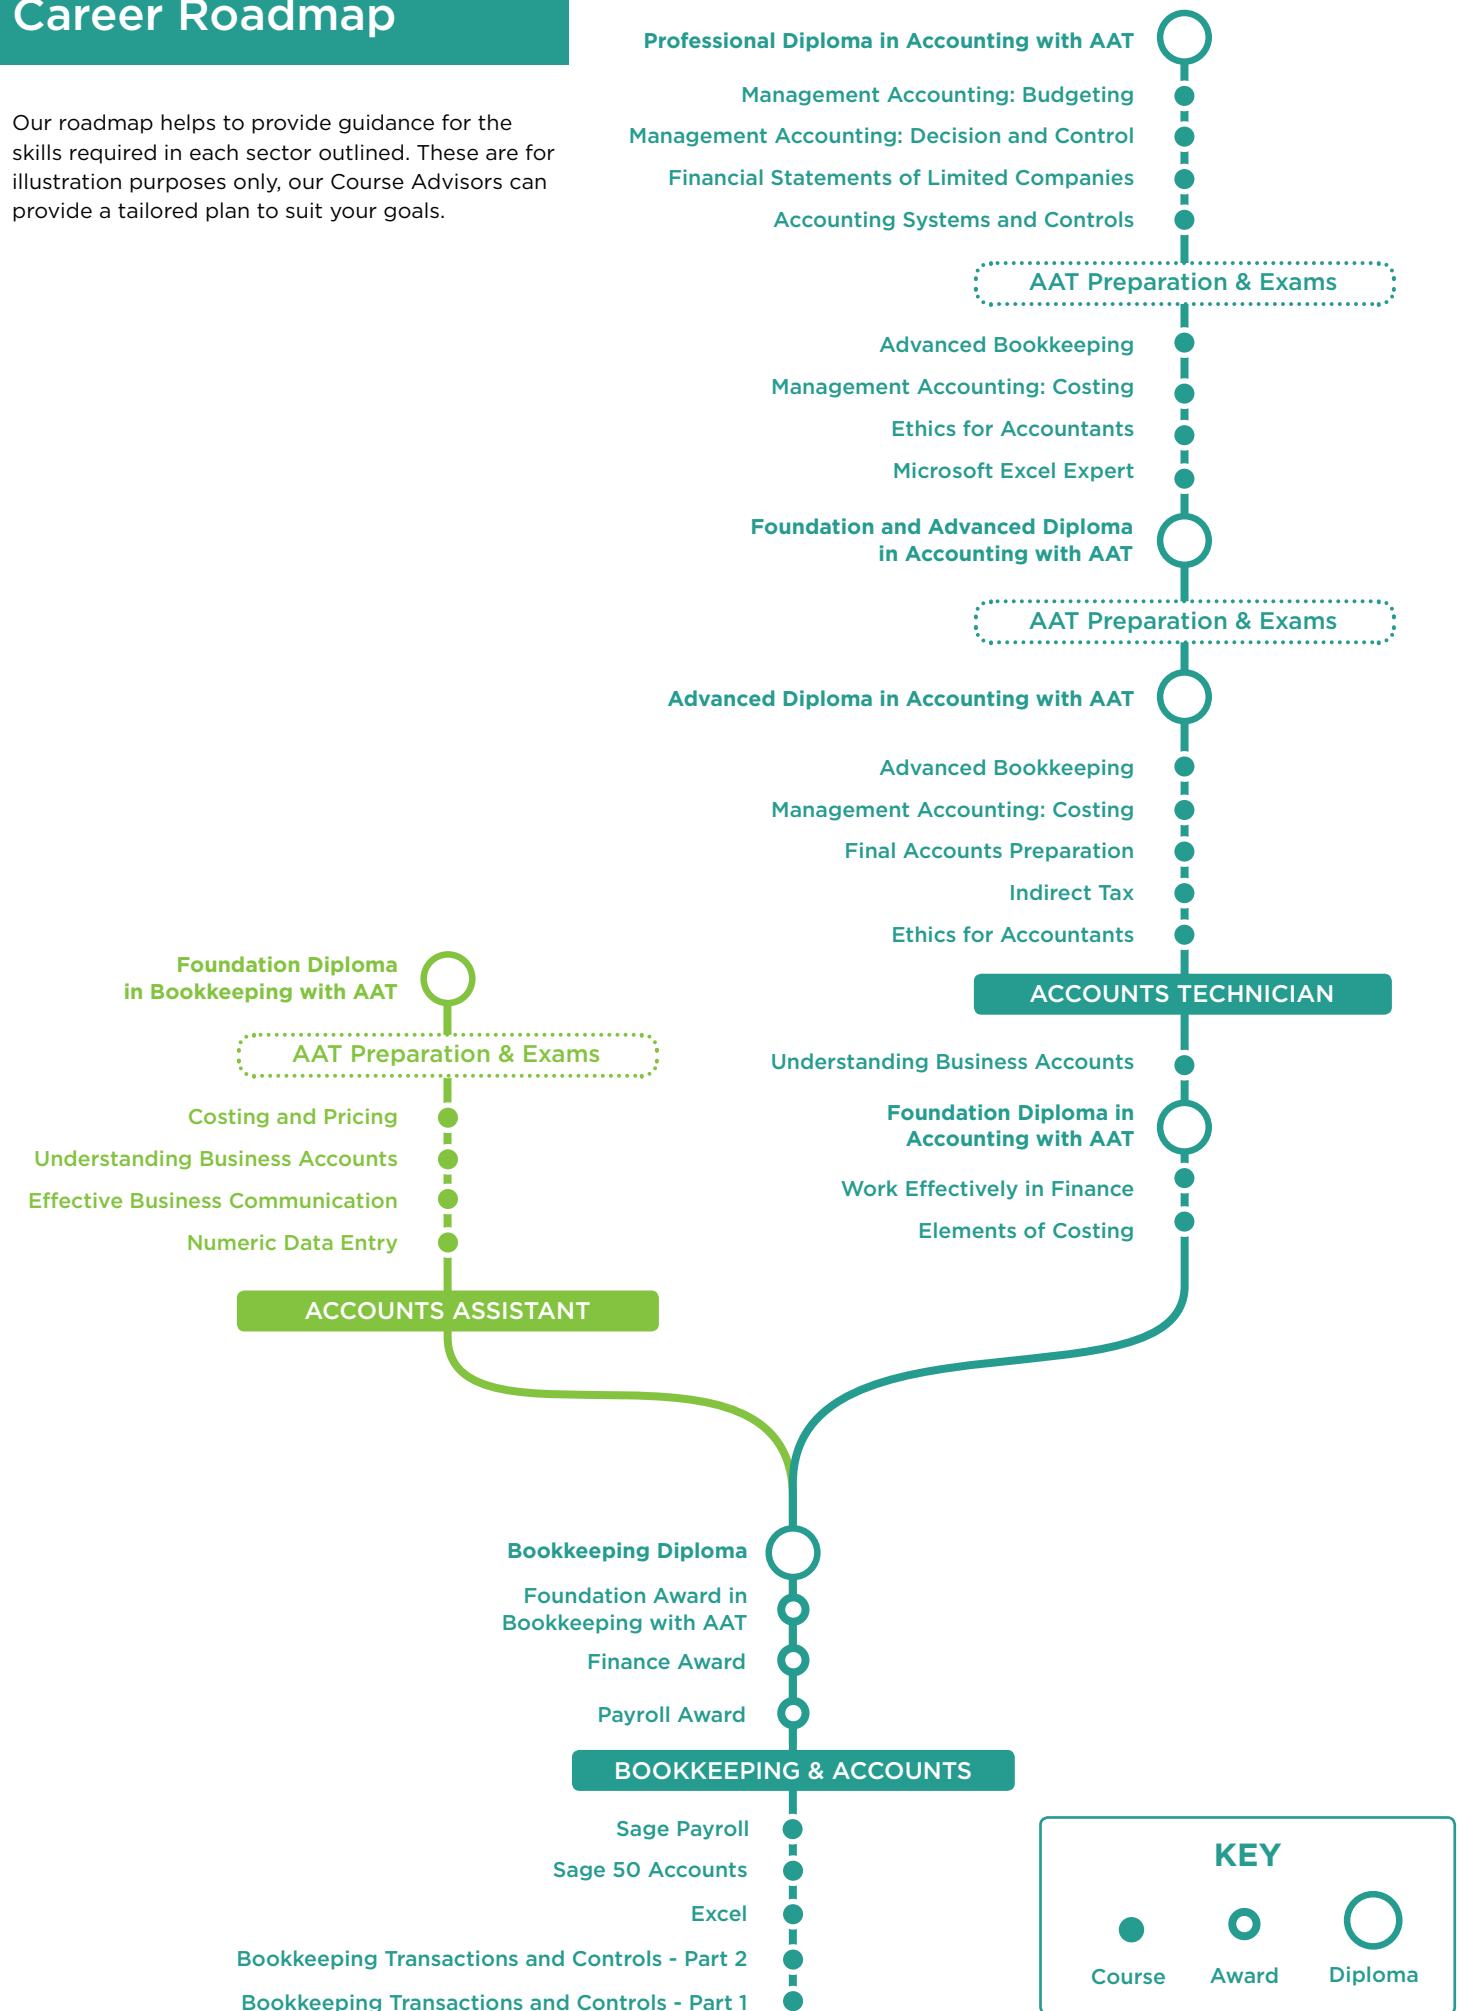 Career Roadmap
Our roadmap helps to provide guidance for the
skills required in each sector outlined. These are for
illustration purposes only, our Course Advisors can
provide a tailored plan to suit your goals.
Professional Diploma in Accounting with AAT
Management Accounting: Budgeting
Management Accounting: Decision and Control
Financial Statements of Limited Companies
Accounting Systems and Controls
AAT Preparation & Exams
Advanced Bookkeeping
Management Accounting: Costing
Ethics for Accountants
Microsoft Excel Expert
Foundation and Advanced Diploma
in Accounting with AAT
AAT Preparation & Exams
Advanced Diploma in Accounting with AAT
Advanced Bookkeeping
Management Accounting: Costing
Final Accounts Preparation
Indirect Tax
Ethics for Accountants
ACCOUNTS TECHNICIAN
Understanding Business Accounts
Foundation Diploma in
Accounting with AAT
Work Effectively in Finance
Elements of Costing
Foundation Diploma
in Bookkeeping with AAT
AAT Preparation & Exams
Costing and Pricing
Understanding Business Accounts
Effective Business Communication
Numeric Data Entry
ACCOUNTS ASSISTANT
Bookkeeping Diploma
Foundation Award in
Bookkeeping with AAT
Finance Award
Payroll Award
BOOKKEEPING & ACCOUNTS
Sage Payroll
Sage 50 Accounts
Excel
Bookkeeping Transactions and Controls - Part 2
Bookkeeping Transactions and Controls - Part 1
KEY
Course
Award
Diploma